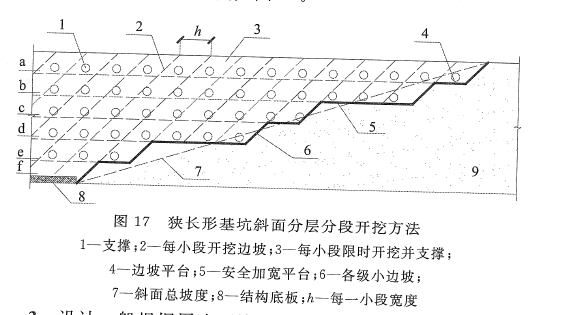 1
2
h
3
4
a
b
c
d
e
f
5
6
7
8
9
图 17 狭长形基坑斜面分层分段开挖方法
1—支撑;2—每小段开挖边坡;3—每小段限时开挖并支撑;
4—边坡平台;5—安全加宽平台;6—各级小边坡;
7—斜面总坡度;8—结构底板;h—每一小段宽度